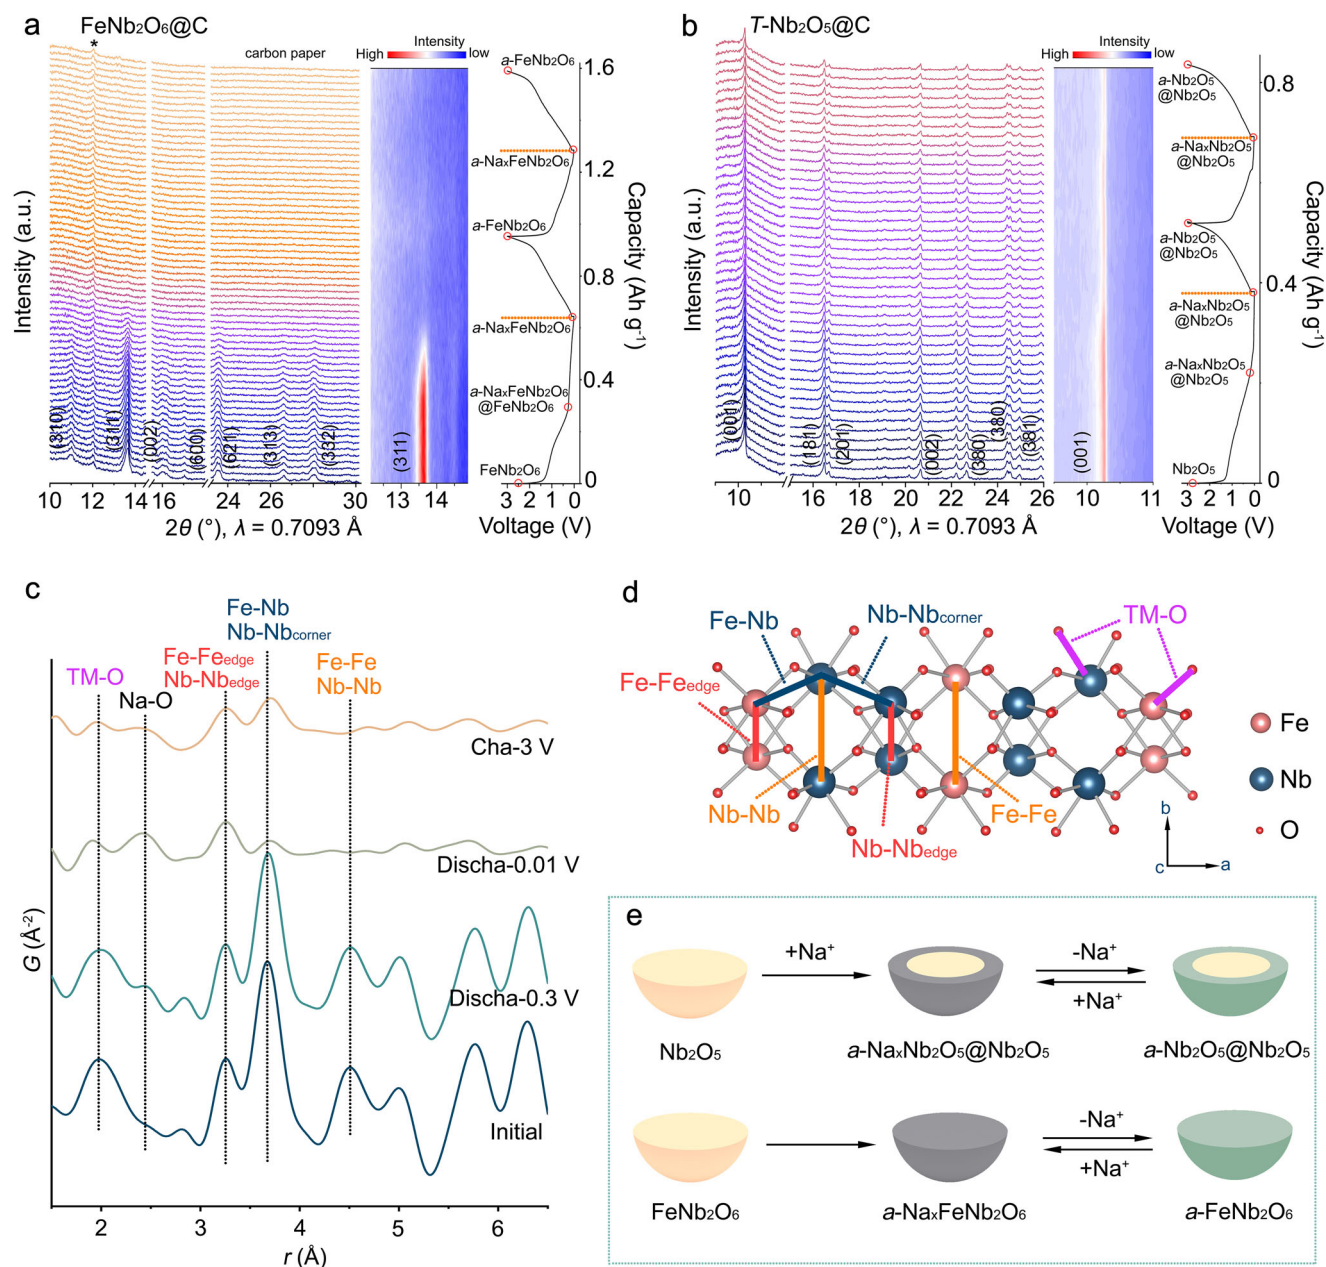 a
FeNb₂O₆@C
*
carbon paper
High
Intensity
low
Intensity (a.u.)
(310)
(311)
(002)
(600)
(621)
(313)
(332)
10
12
14
16
24
26
28
30
2θ (°), λ = 0.7093 Å
(311)
13
14
a-FeNb₂O₆
a-NaₓFeNb₂O₆
a-FeNb₂O₆
a-NaₓFeNb₂O₆
a-NaₓFeNb₂O₆
@FeNb₂O₆
FeNb₂O₆
3 2 1 0
Voltage (V)
1.6
1.2
0.8
0.4
0
Capacity (Ah g⁻¹)
b
T-Nb₂O₅@C
High
Intensity
low
Intensity (a.u.)
(001)
(181)
(201)
(002)
(380)
(380)
(381)
10
16
18
20
22
24
26
2θ (°), λ = 0.7093 Å
(001)
10
11
a-Nb₂O₅
@Nb₂O₅
a-NaₓNb₂O₅
@Nb₂O₅
a-Nb₂O₅
@Nb₂O₅
a-NaₓNb₂O₅
@Nb₂O₅
a-NaₓNb₂O₅
@Nb₂O₅
Nb₂O₅
3 2 1 0
Voltage (V)
0.8
0.4
0
Capacity (Ah g⁻¹)
c
TM-O
Na-O
Fe-Fe_edge
Nb-Nb_edge
Fe-Nb
Nb-Nb_corner
Fe-Fe
Nb-Nb
Cha-3 V
Discha-0.01 V
Discha-0.3 V
Initial
G (Å⁻²)
2
3
4
5
6
r (Å)
d
Fe-Nb
Nb-Nb_corner
TM-O
Fe-Fe_edge
Nb-Nb
Nb-Nb_edge
Fe-Fe
Fe
Nb
O
b
c
a
e
+Na⁺
-Na⁺
+Na⁺
Nb₂O₅
a-NaₓNb₂O₅@Nb₂O₅
a-Nb₂O₅@Nb₂O₅
-Na⁺
+Na⁺
FeNb₂O₆
a-NaₓFeNb₂O₆
a-FeNb₂O₆